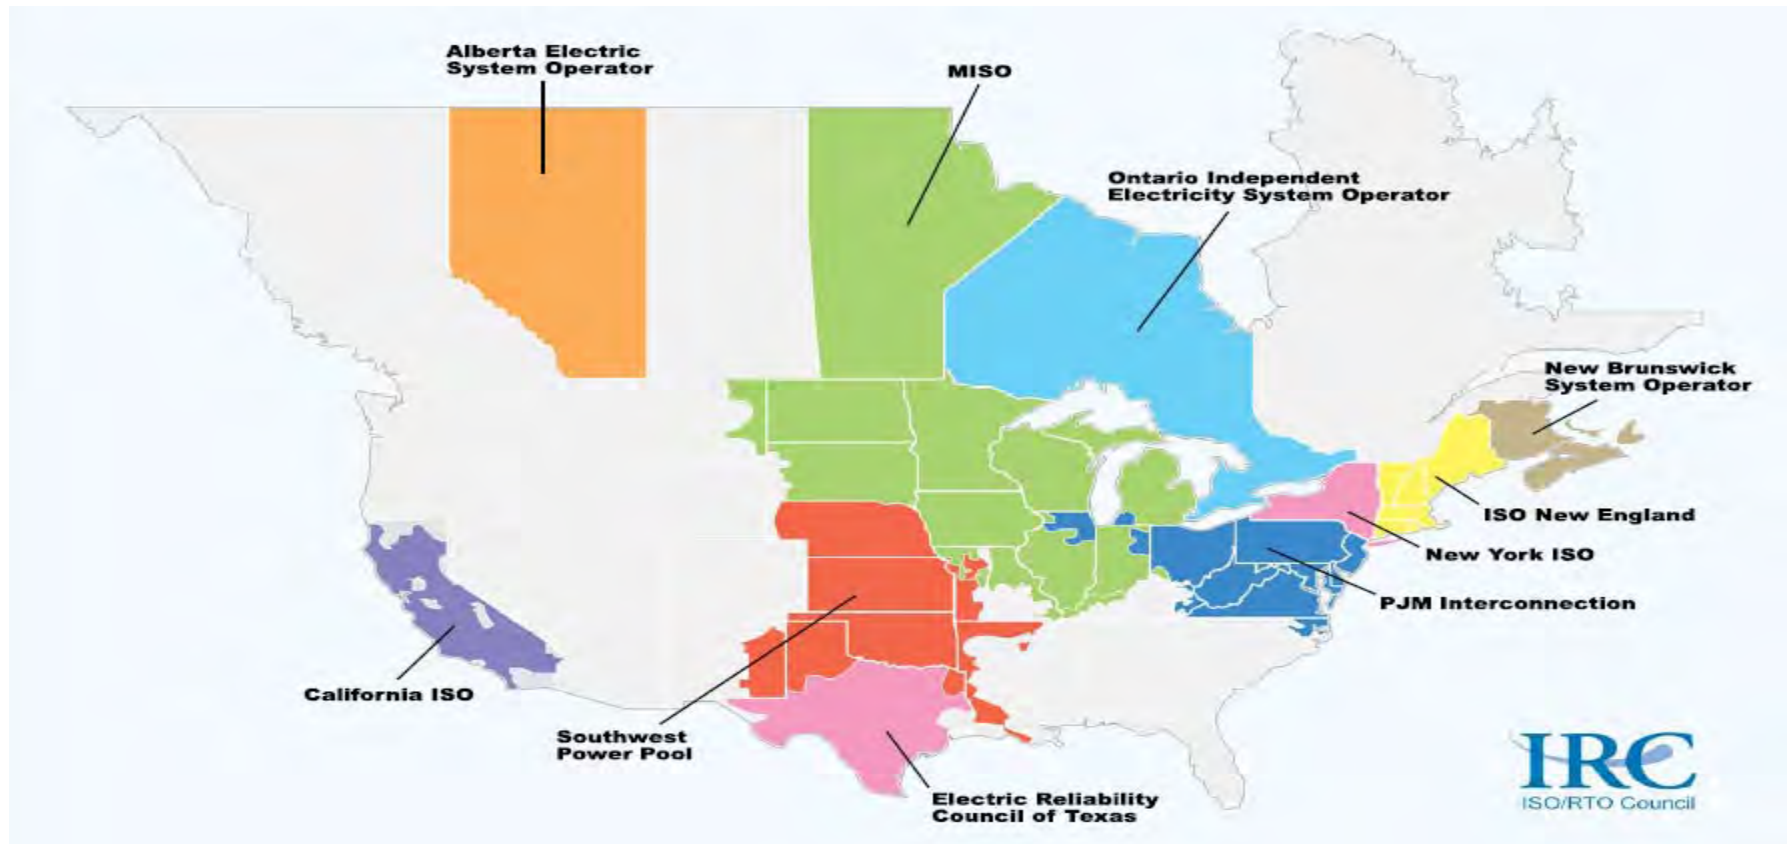 Alberta Electric
System Operator
MISO
Ontario Independent
Electricity System Operator
New Brunswick
System Operator
ISO New England
New York ISO
PJM Interconnection
California ISO
Southwest
Power Pool
Electric Reliability
Council of Texas
IRC
ISO/RTO Council